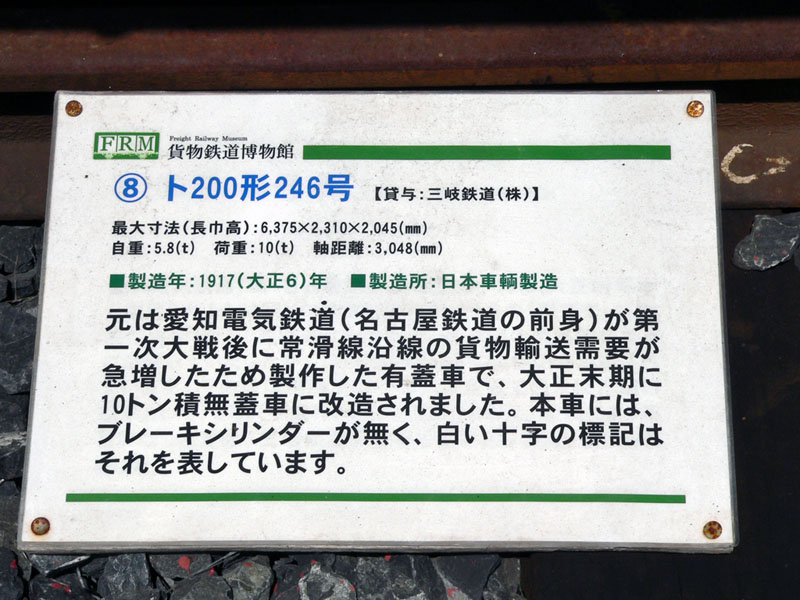 FRM
Freight Railway Museum
貨物鉄道博物館
⑧ ト200形246号 【貸与:三岐鉄道(株)】
最大寸法(長巾高):6,375×2,310×2,045(㎜)
自重:5.8(t) 荷重:10(t) 軸距離:3,048(㎜)
■製造年:1917(大正6)年 ■製造所:日本車輌製造
元は愛知電気鉄道(名古屋鉄道の前身)が第
一次大戦後に常滑線沿線の貨物輸送需要が
急増したため製作した有蓋車で、大正末期に
10トン積無蓋車に改造されました。本車には、
ブレーキシリンダーが無く、白い十字の標記は
それを表しています。